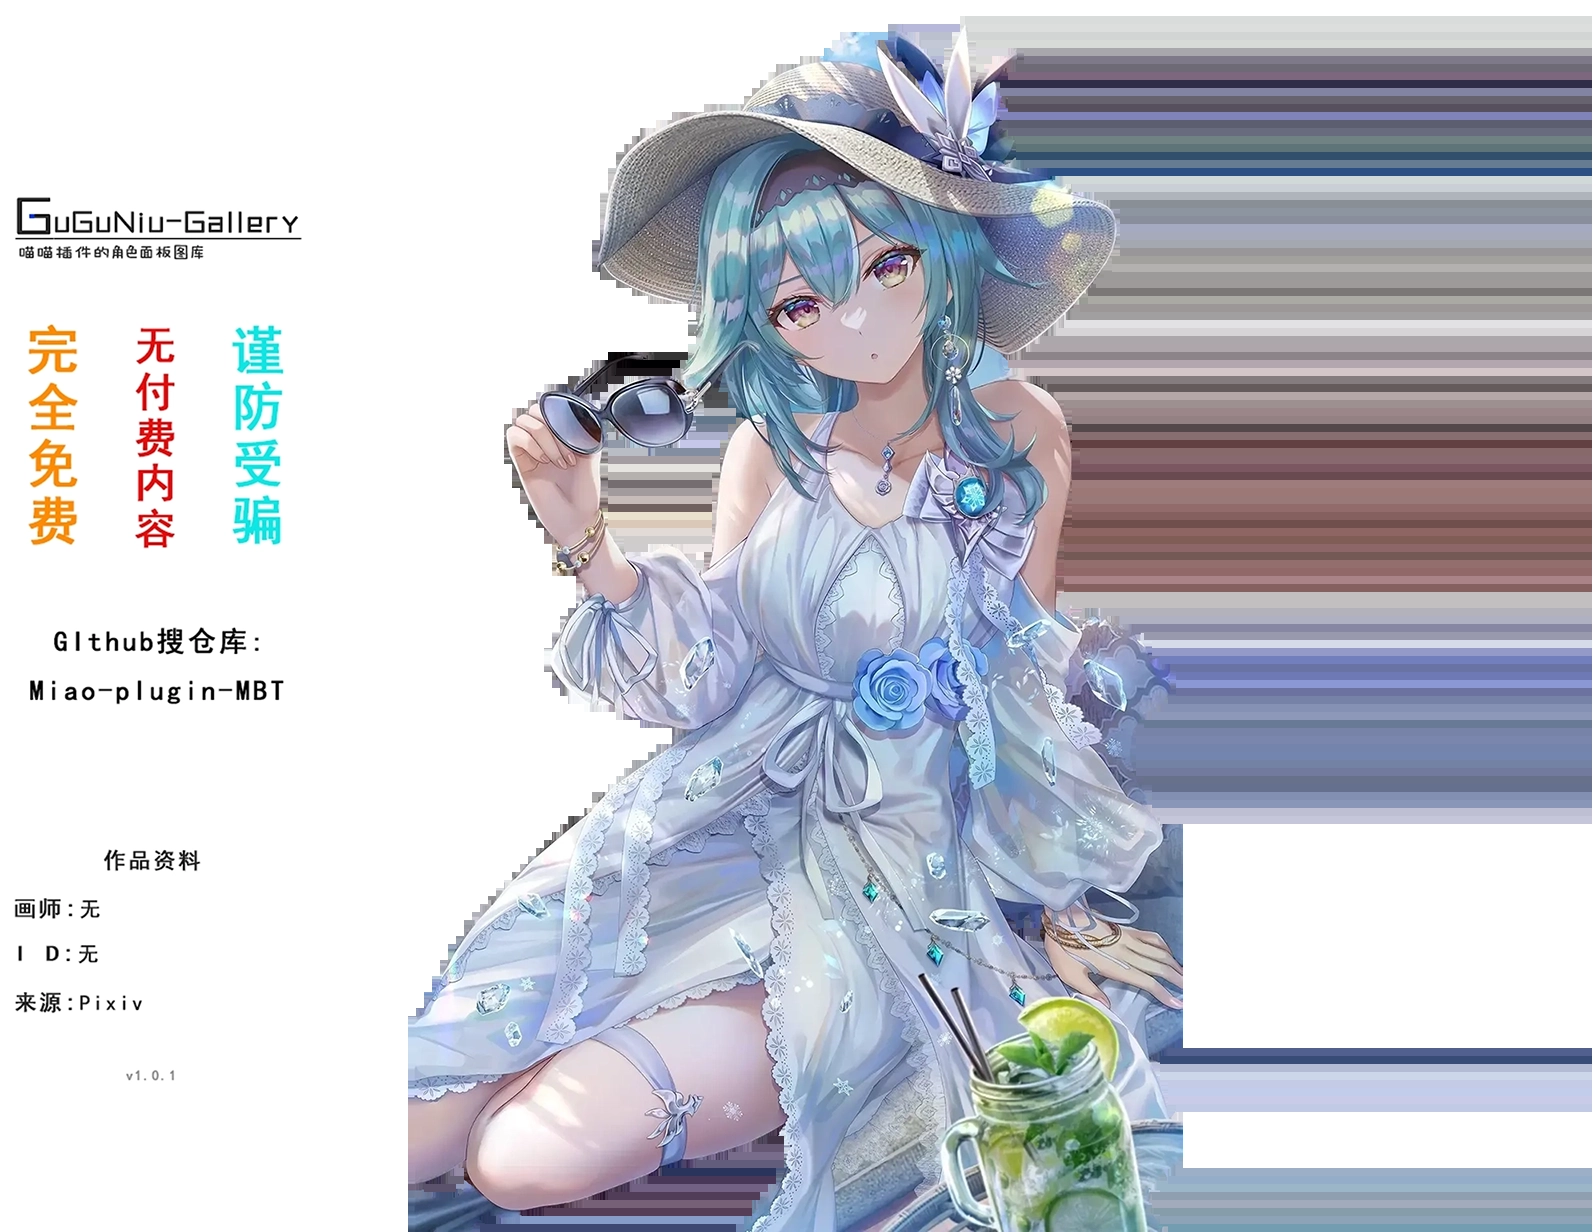 GuGuNiu-Gallery
喵喵插件的角色面板图库
完全免费
无付费内容
谨防受骗
GIthub搜仓库:
Miao-plugin-MBT
作品资料
画师:无
I D:无
来源:Pixiv
v1.0.1